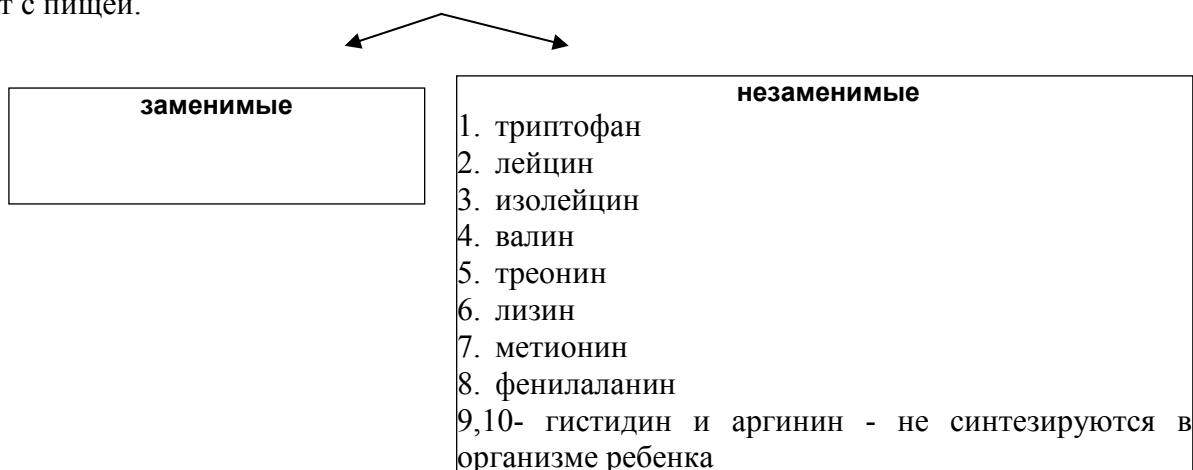 т с пищей.
заменимые
незаменимые
1. триптофан
2. лейцин
3. изолейцин
4. валин
5. треонин
6. лизин
7. метионин
8. фенилаланин
9,10- гистидин и аргинин - не синтезируются в
организме ребенка